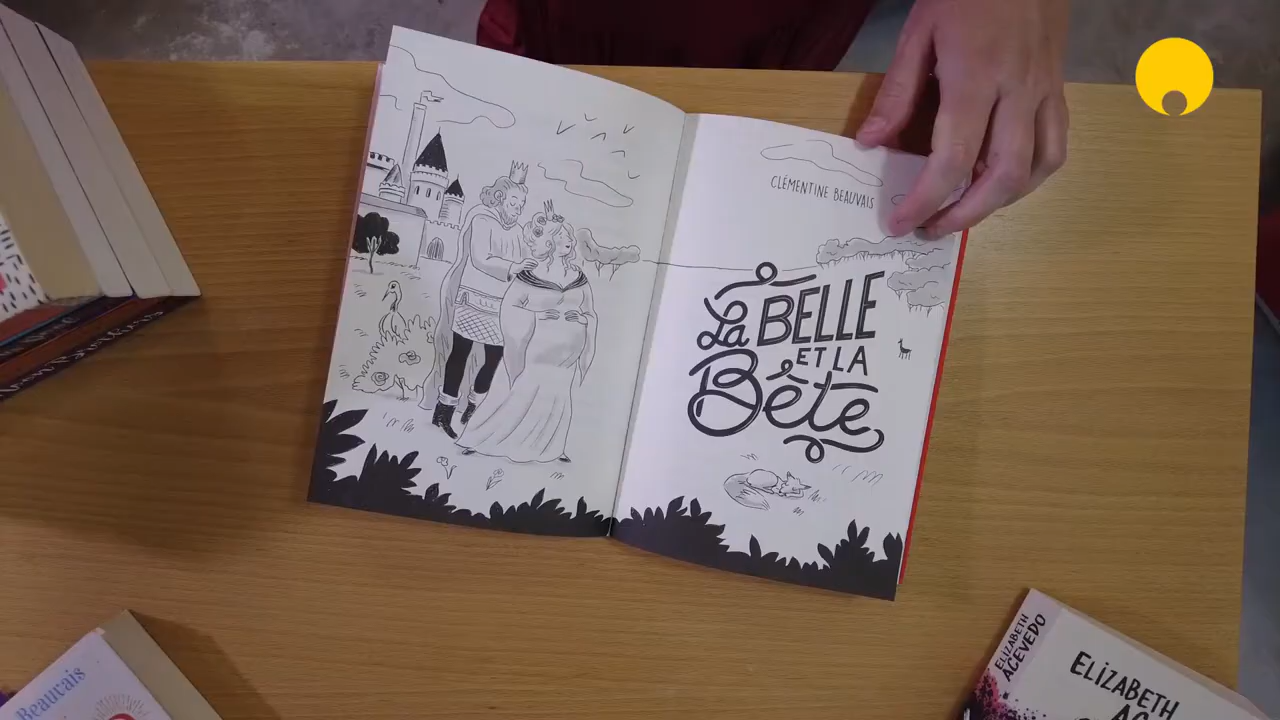 CLÉMENTINE BEAUVAIS
La BELLE
ET LA
Bête
Beauvais
ELIZABETH
ACEVEDO
ELIZABETH